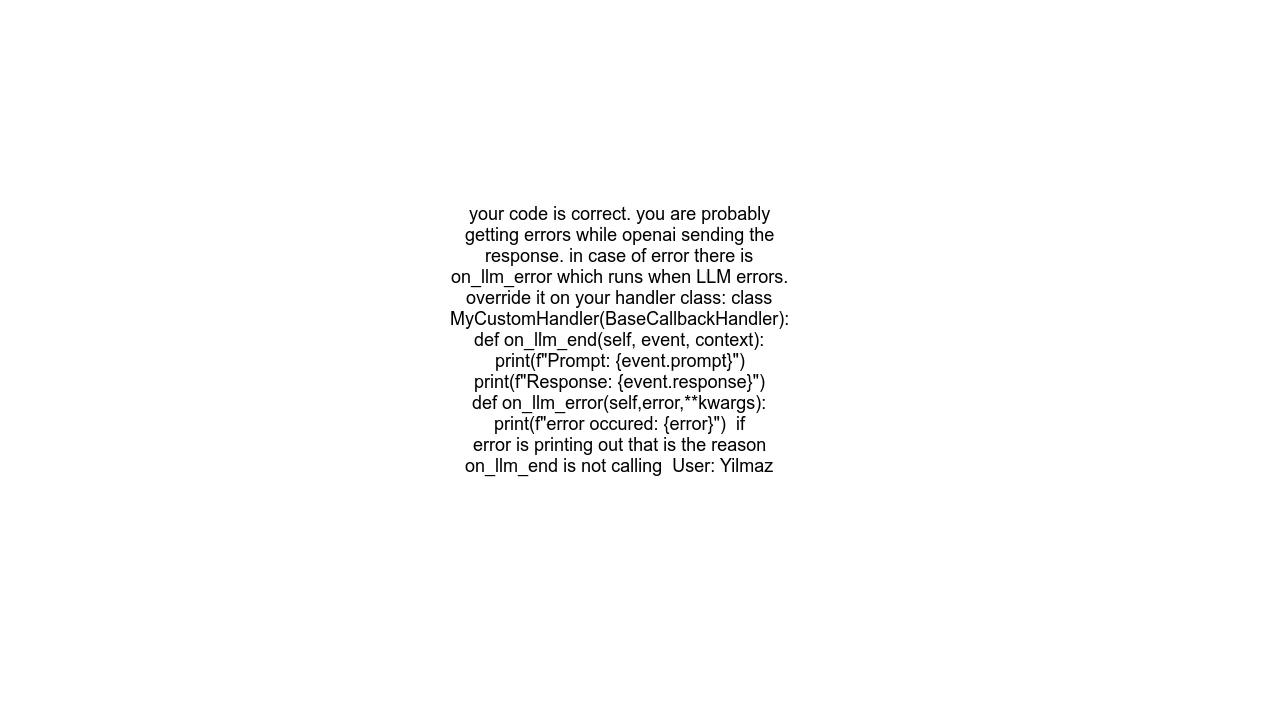 your code is correct. you are probably
getting errors while openai sending the
response. in case of error there is
on_llm_error which runs when LLM errors.
override it on your handler class: class
MyCustomHandler(BaseCallbackHandler):
def on_llm_end(self, event, context):
print(f"Prompt: {event.prompt}")
print(f"Response: {event.response}")
def on_llm_error(self,error,**kwargs):
print(f"error occured: {error}")  if
error is printing out that is the reason
on_llm_end is not calling  User: Yilmaz